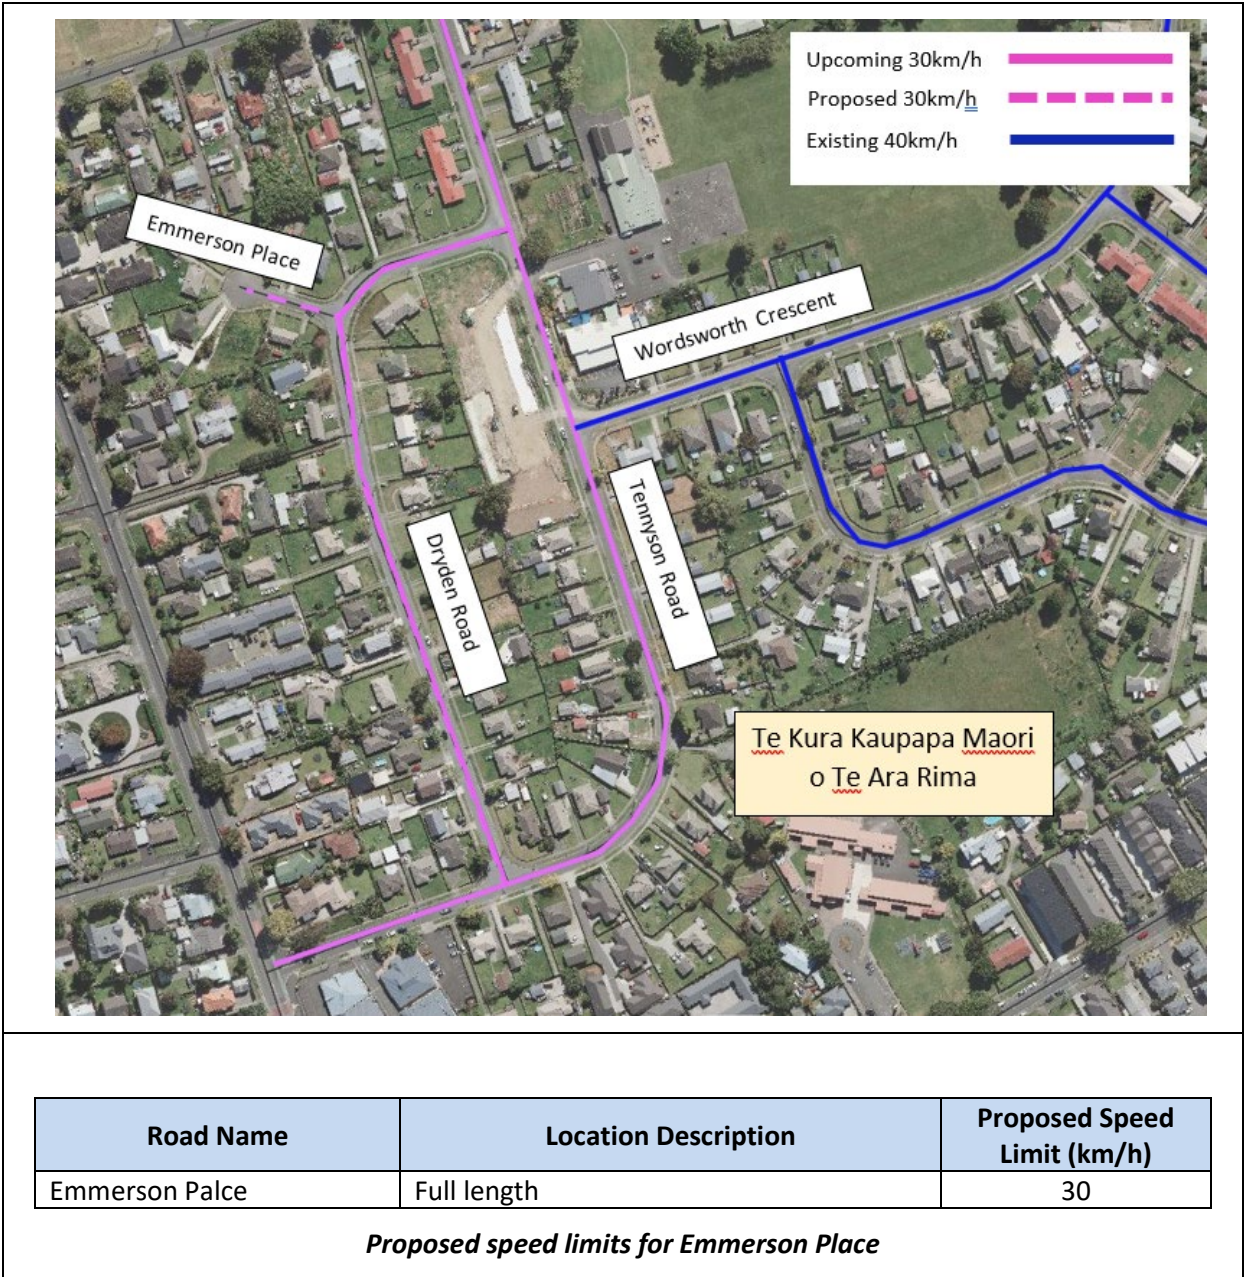 Upcoming 30km/h
Proposed 30km/h
Existing 40km/h
Emmerson Place
Wordsworth Crescent
Tennyson Road
Dryden Road
Te Kura Kaupapa Maori
o Te Ara Rima
Road Name Location Description Proposed Speed
Limit (km/h)
Emmerson Palce Full length 30
Proposed speed limits for Emmerson Place